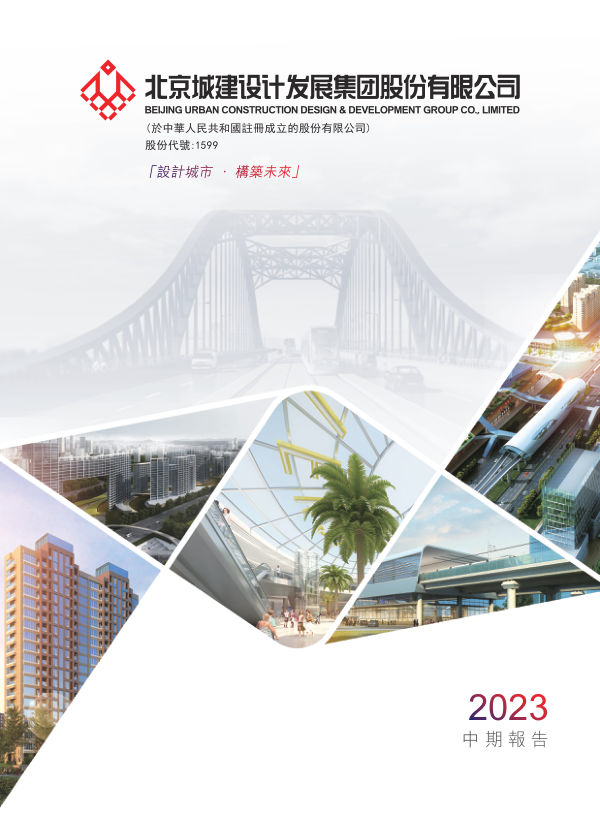 北京城建设计发展集团股份有限公司
BEIJING URBAN CONSTRUCTION DESIGN & DEVELOPMENT GROUP CO., LIMITED
(於中華人民共和國註冊成立的股份有限公司)
股份代號:1599
「設計城市 · 構築未來」
2023
中期報告